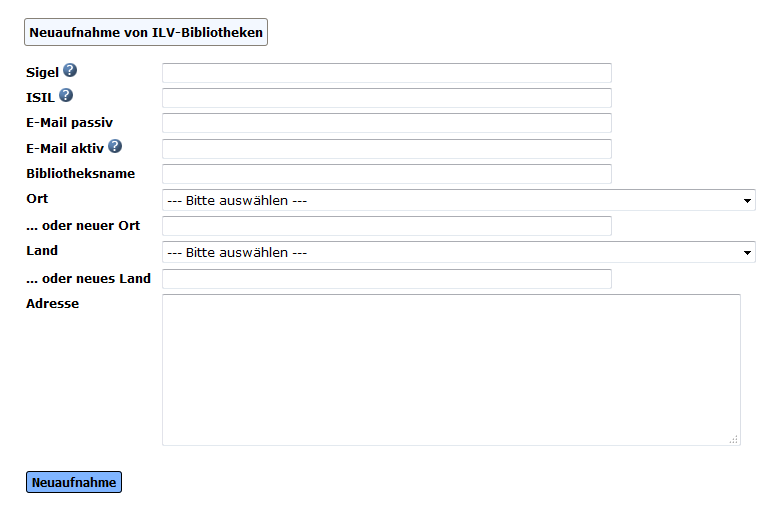 Neuaufnahme von ILV-Bibliotheken
Sigel ?
ISIL ?
E-Mail passiv
E-Mail aktiv ?
Bibliotheksname
Ort --- Bitte auswählen ---
... oder neuer Ort
Land --- Bitte auswählen ---
... oder neues Land
Adresse
Neuaufnahme